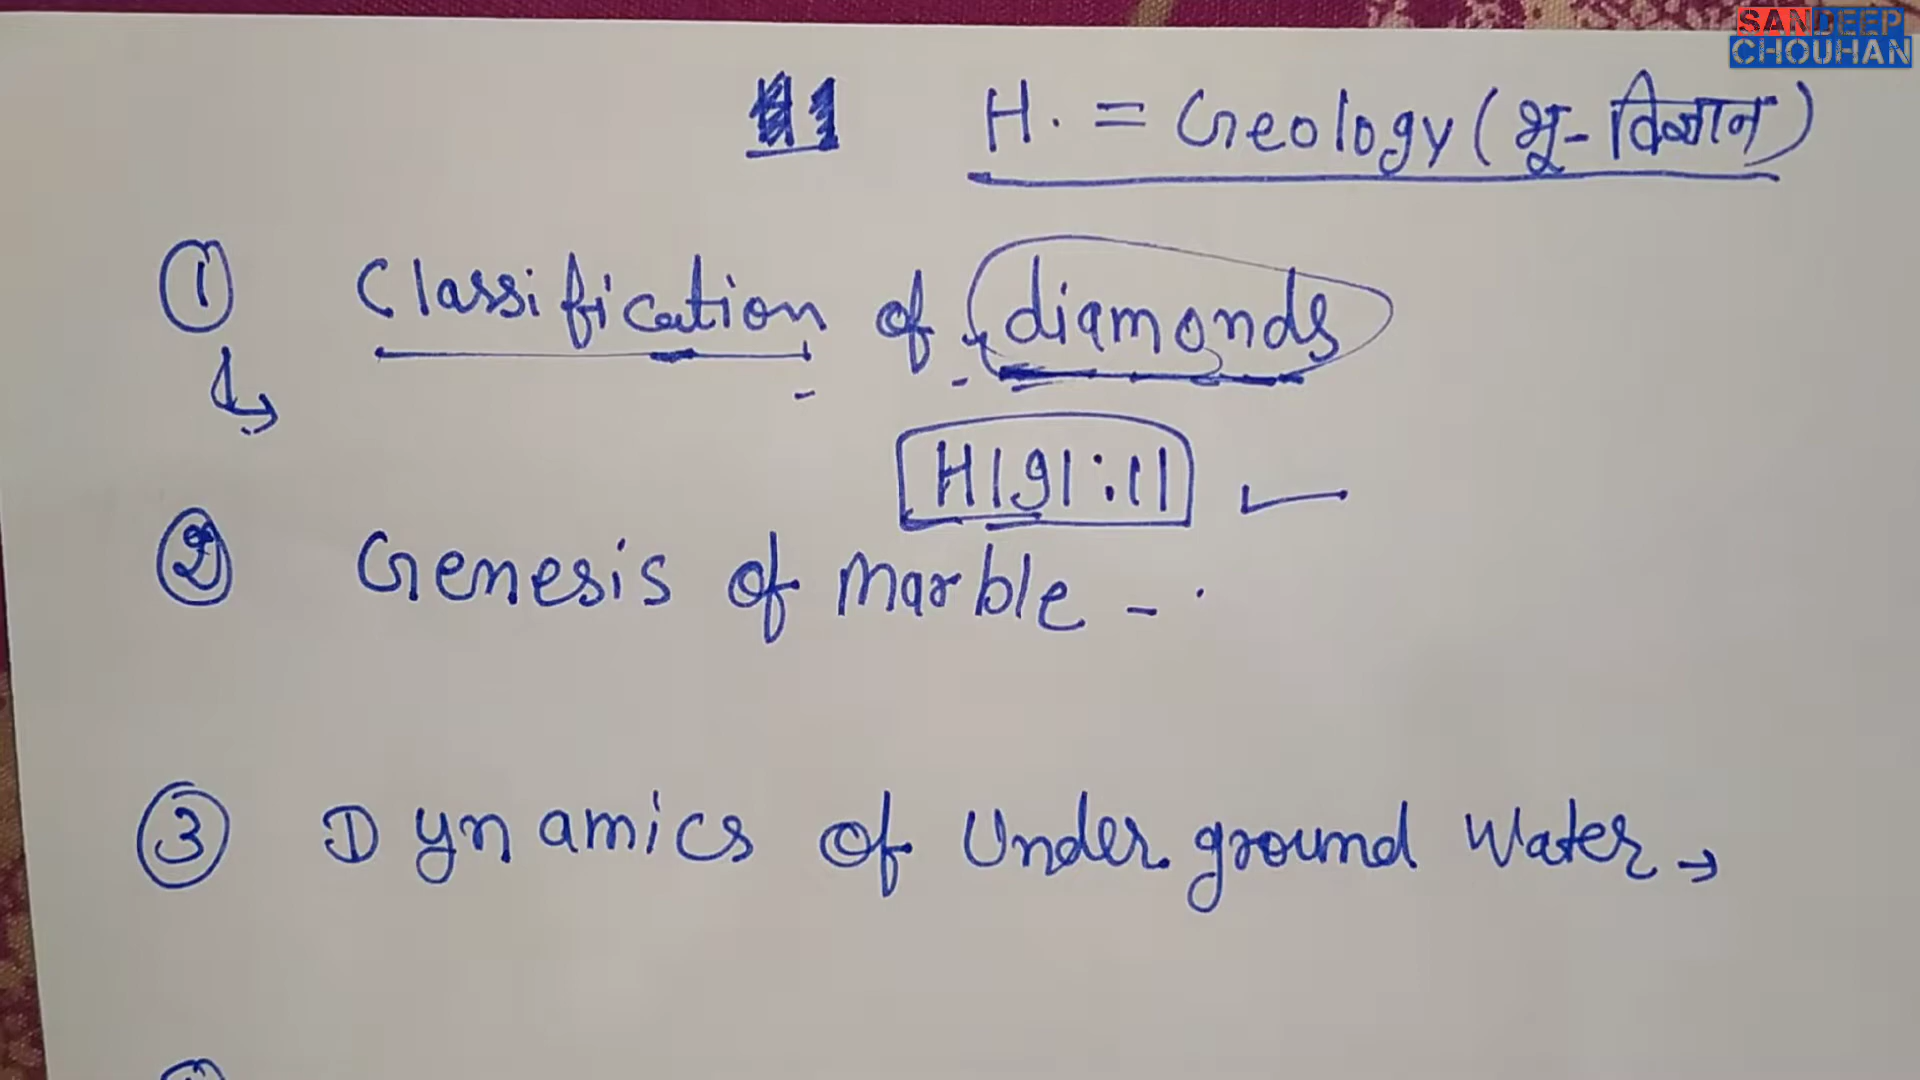 SANDEEP
CHOUHAN
H. = Geology (भू-विज्ञान)
① Classification of diamonds
H191:11
② Genesis of Marble -
③ Dynamics of Underground Water →